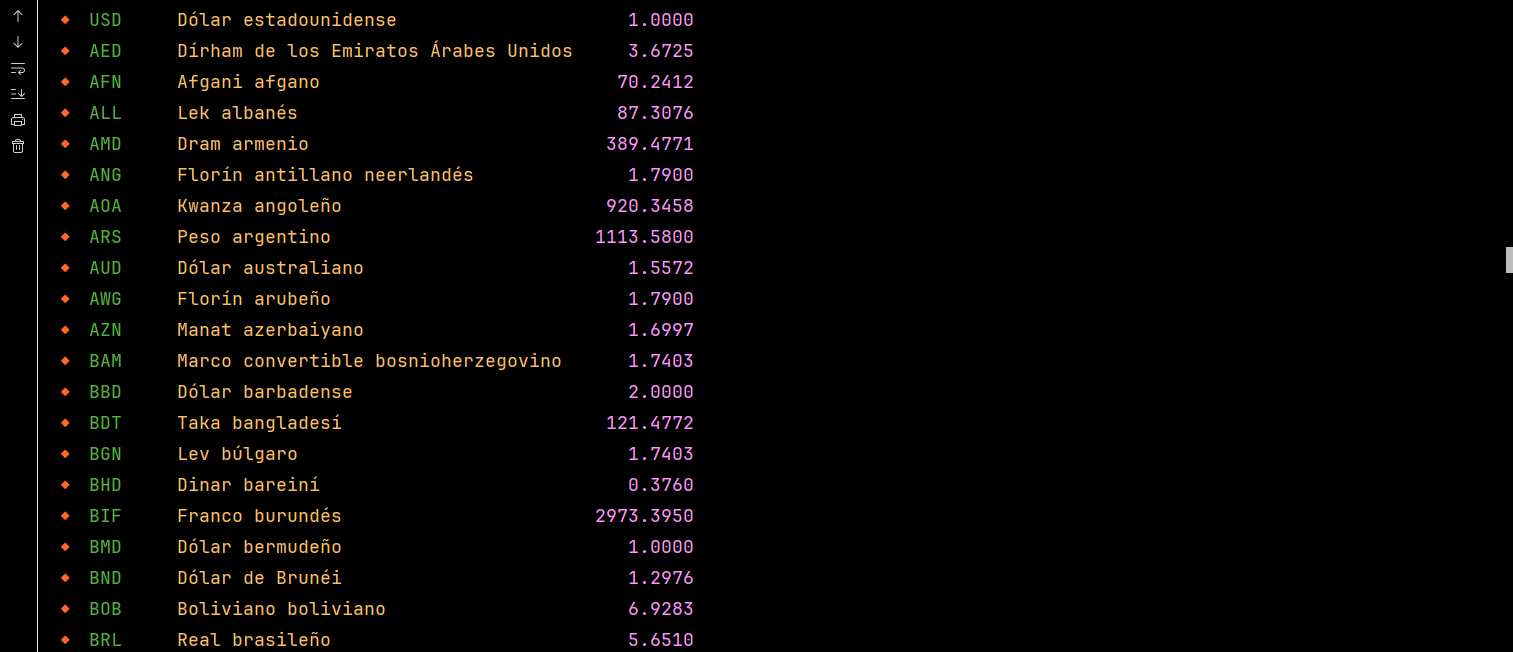 ◆ USD Dólar estadounidense 1.0000
◆ AED Dírham de los Emiratos Árabes Unidos 3.6725
◆ AFN Afgani afgano 70.2412
◆ ALL Lek albanés 87.3076
◆ AMD Dram armenio 389.4771
◆ ANG Florín antillano neerlandés 1.7900
◆ AOA Kwanza angoleño 920.3458
◆ ARS Peso argentino 1113.5800
◆ AUD Dólar australiano 1.5572
◆ AWG Florín arubeño 1.7900
◆ AZN Manat azerbaiyano 1.6997
◆ BAM Marco convertible bosnioherzegovino 1.7403
◆ BBD Dólar barbadense 2.0000
◆ BDT Taka bangladesí 121.4772
◆ BGN Lev búlgaro 1.7403
◆ BHD Dinar bareiní 0.3760
◆ BIF Franco burundés 2973.3950
◆ BMD Dólar bermudeño 1.0000
◆ BND Dólar de Brunéi 1.2976
◆ BOB Boliviano boliviano 6.9283
◆ BRL Real brasileño 5.6510